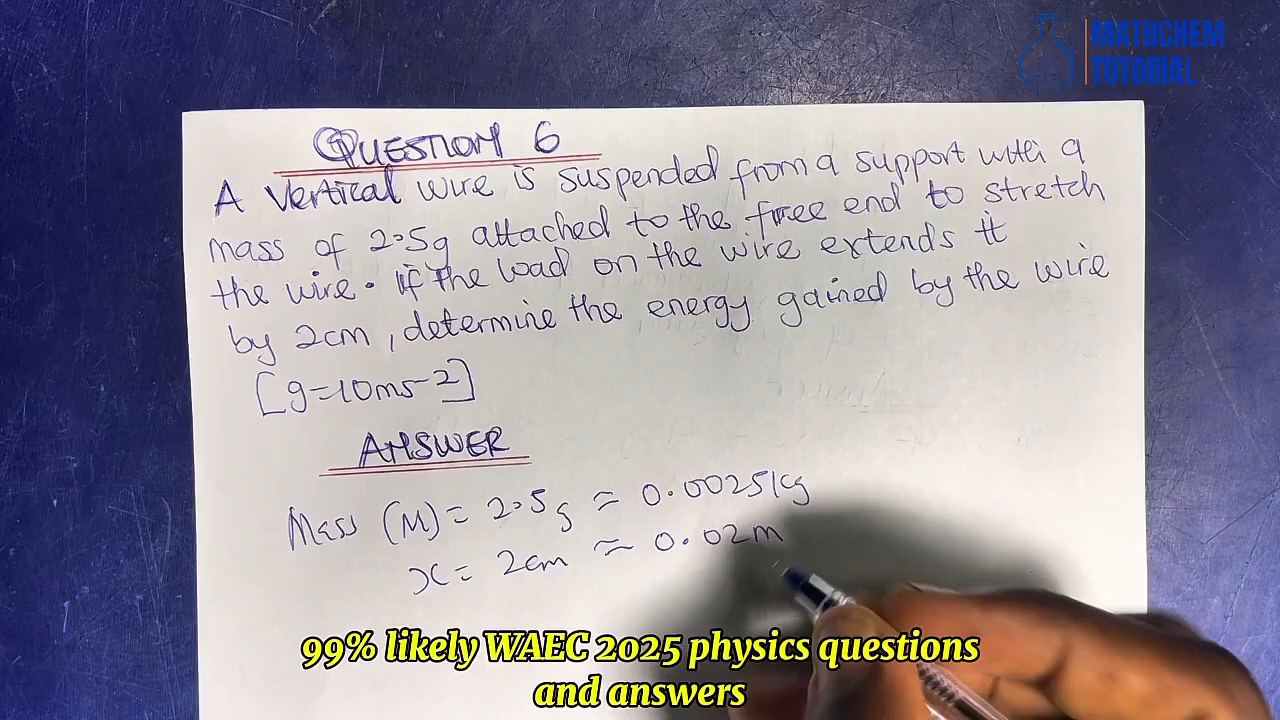 MATHCHEM
TUTORIAL
QUESTION 6
A Vertical wire is suspended from a support with a
mass of 2.5g attached to the free end to stretch
the wire. If the load on the wire extends it
by 2cm, determine the energy gained by the wire
[g=10ms-2]
ANSWER
Mass (M) = 2.5g ≈ 0.0025kg
x = 2cm ≈ 0.02m
99% likely WAEC 2025 physics questions
and answers